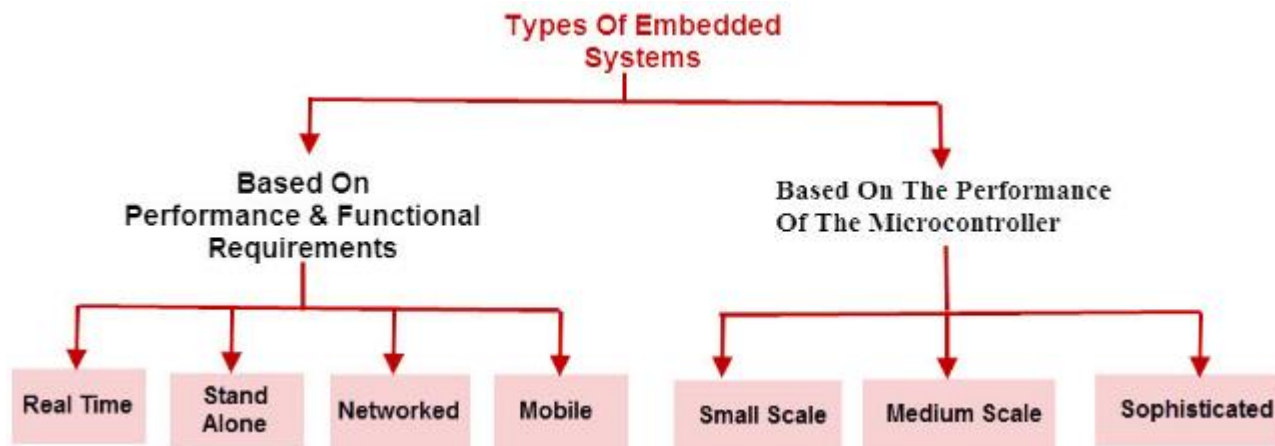 Types Of Embedded
Systems
Based On
Performance & Functional
Requirements
Based On The Performance
Of The Microcontroller
Real Time
Stand
Alone
Networked
Mobile
Small Scale
Medium Scale
Sophisticated